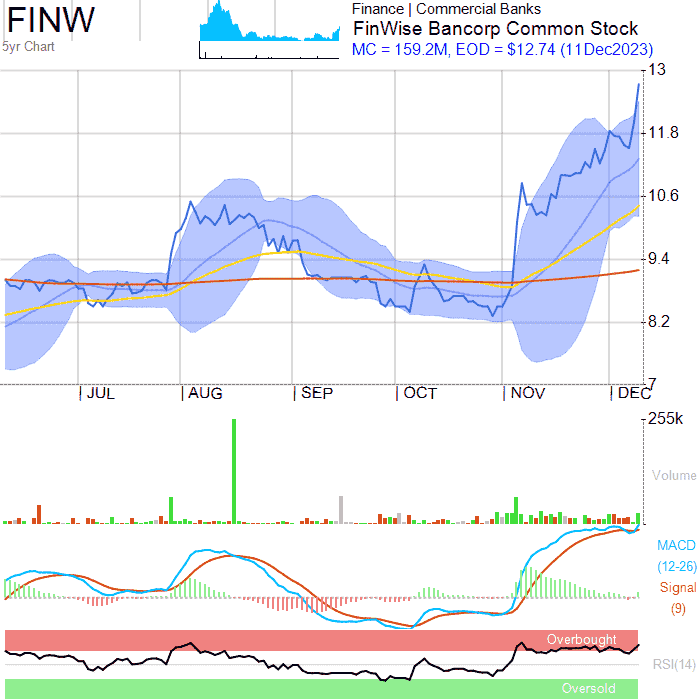 FINW
5yr Chart
Finance | Commercial Banks
FinWise Bancorp Common Stock
MC = 159.2M, EOD = $12.74 (11Dec2023)
13
11.8
10.6
9.4
8.2
7
JUL
AUG
SEP
OCT
NOV
DEC
255k
Volume
MACD
(12-26)
Signal
(9)
Overbought
RSI(14)
Oversold